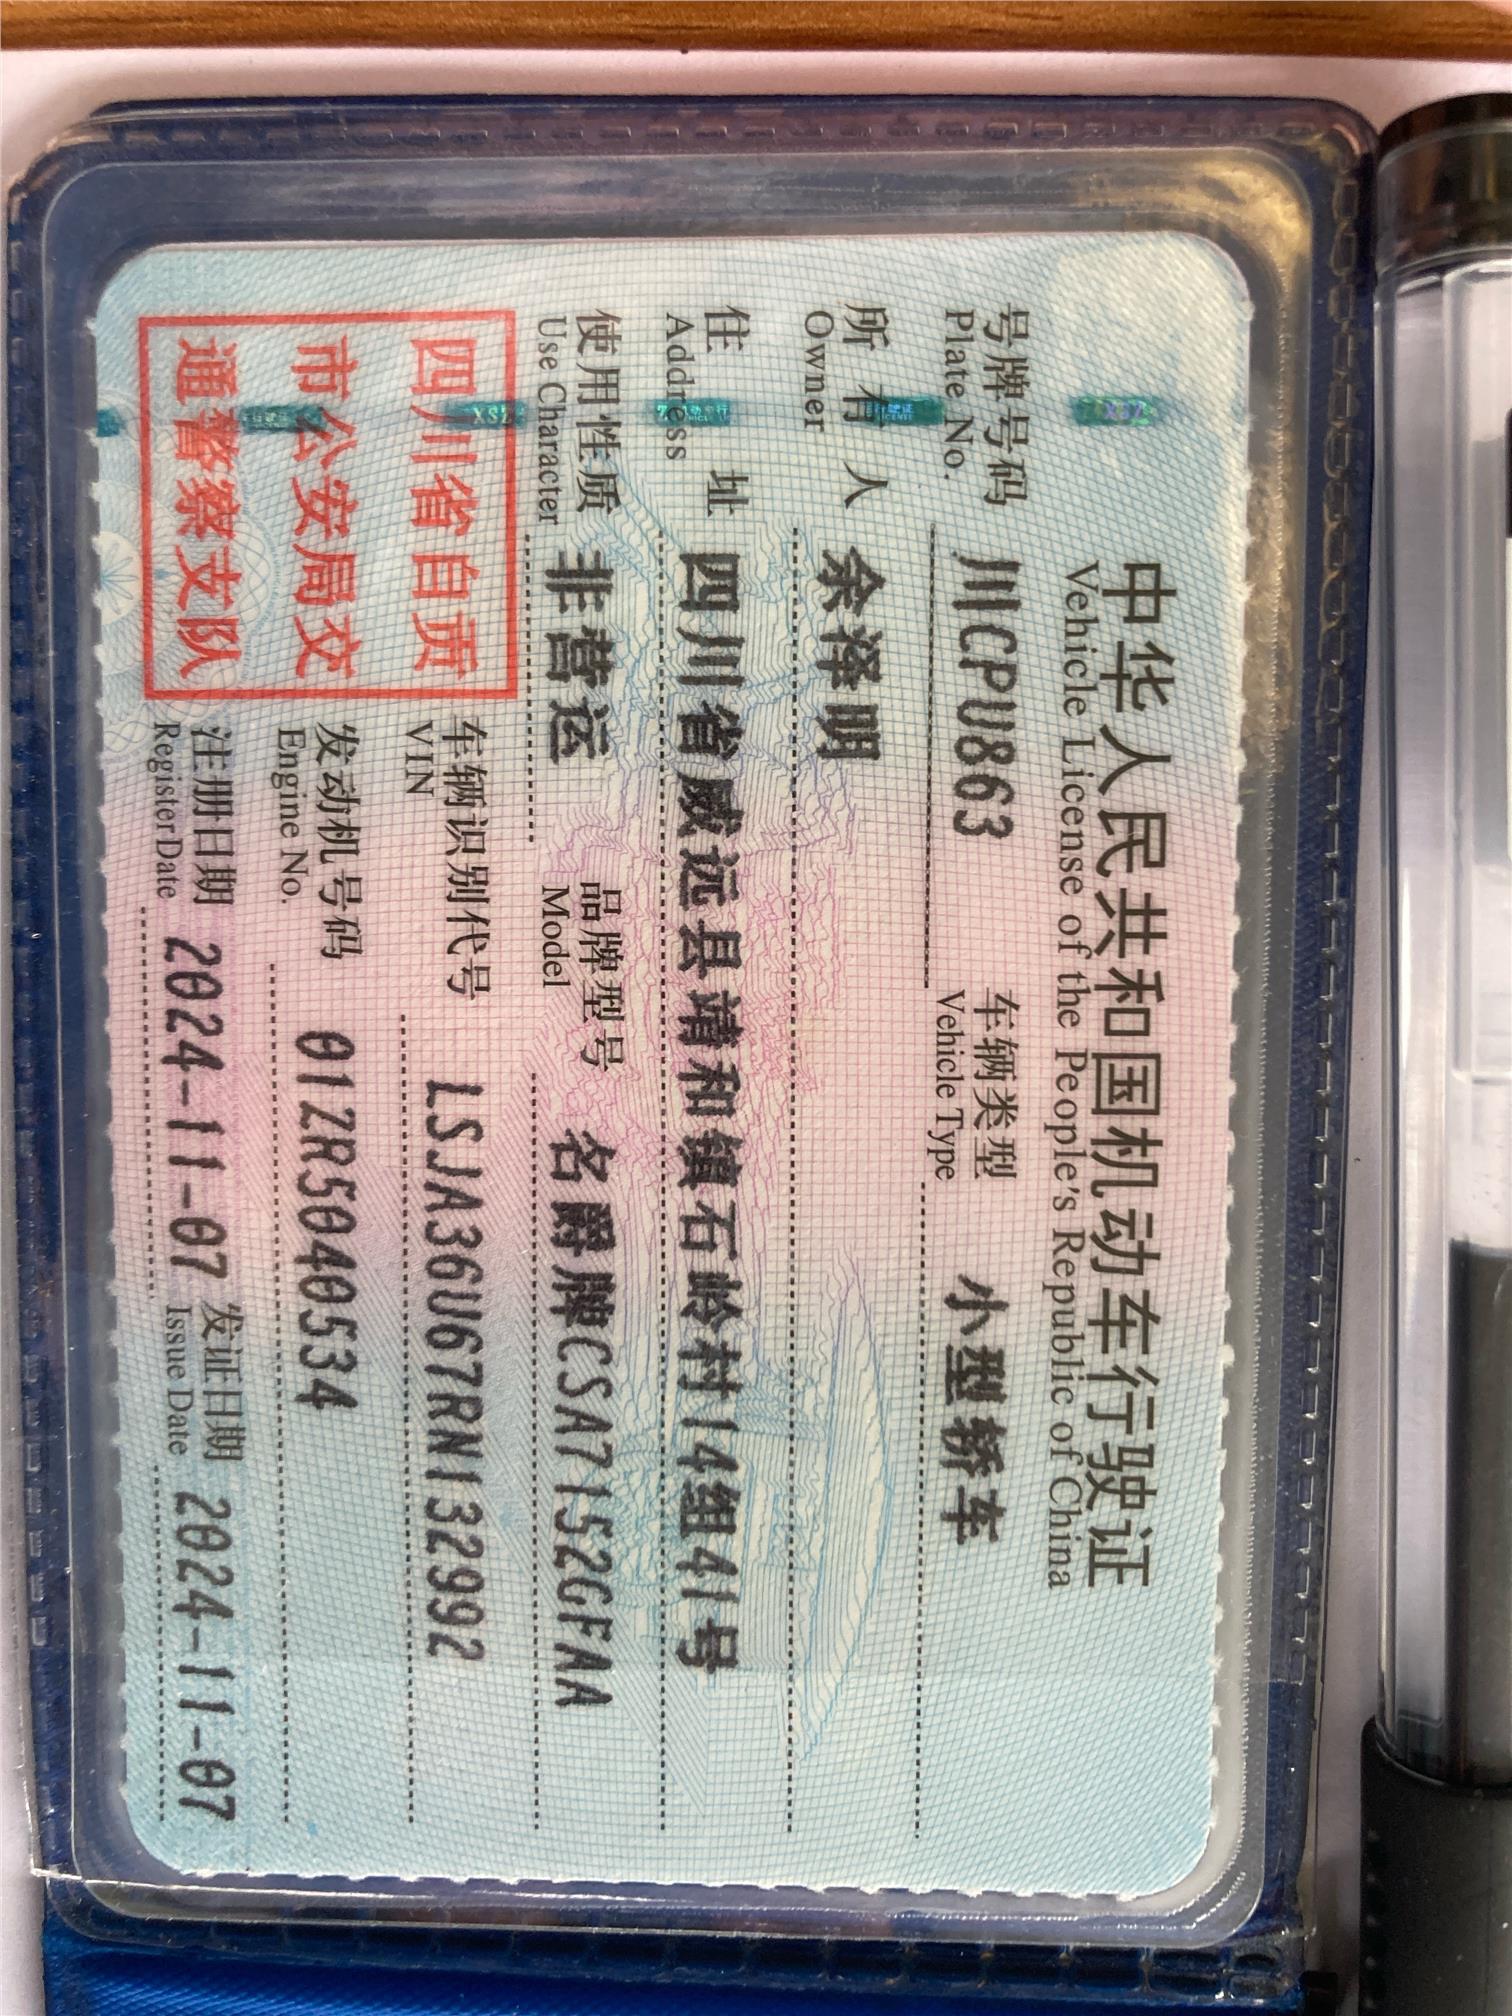 中华人民共和国机动车行驶证
Vehicle License of the People's Republic of China
号牌号码 川CPU863 车辆类型 小型轿车
Plate No. Vehicle Type
所有人 余泽明
Owner
住址 四川省威远县靖和镇石岭村14组41号
Address
使用性质 非营运 品牌型号 名爵牌CSA7152GFAA
Use Character Model
四川省自贡
市公安局交
通警察支队
车辆识别代号 LSJA36U67RN132992
VIN
发动机号码 01ZR5040534
Engine No.
注册日期 2024-11-07 发证日期 2024-11-07
Register Date Issue Date